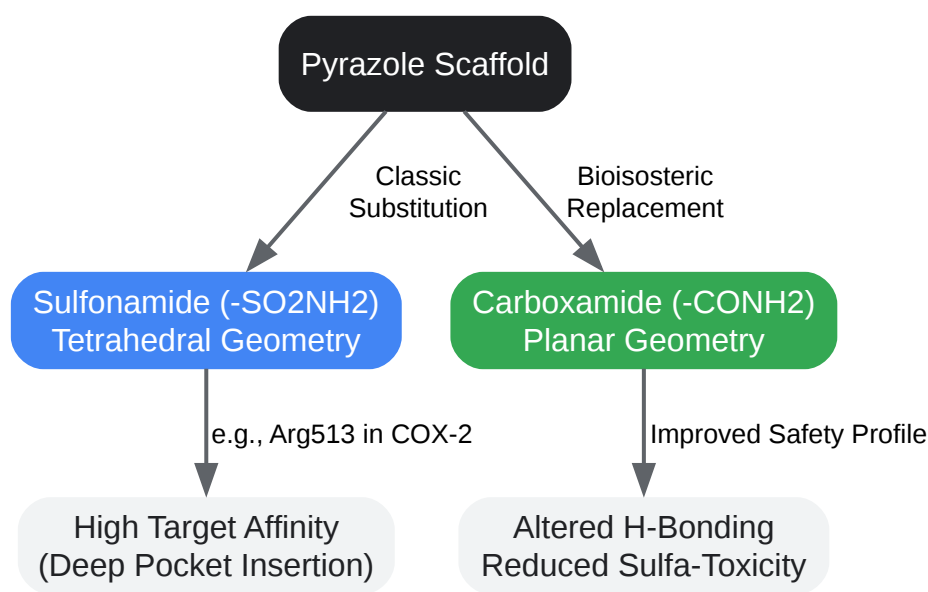 Pyrazole Scaffold
Classic
Substitution
Bioisosteric
Replacement
Sulfonamide (-SO2NH2)
Tetrahedral Geometry
Carboxamide (-CONH2)
Planar Geometry
e.g., Arg513 in COX-2
Improved Safety Profile
High Target Affinity
(Deep Pocket Insertion)
Altered H-Bonding
Reduced Sulfa-Toxicity